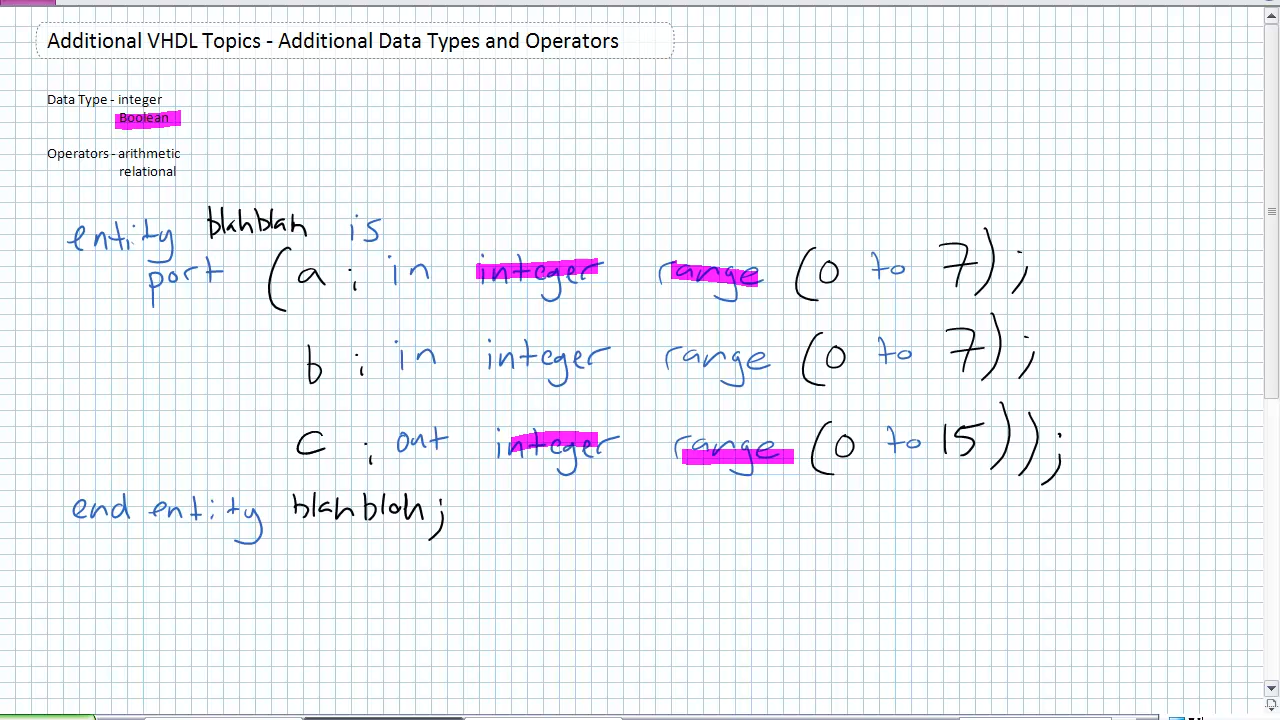 Additional VHDL Topics - Additional Data Types and Operators
Data Type - integer
Boolean
Operators - arithmetic
relational
entity blahblah is
port (a : in integer range (0 to 7);
b : in integer range (0 to 7);
c : out integer range (0 to 15));
end entity blahblah;